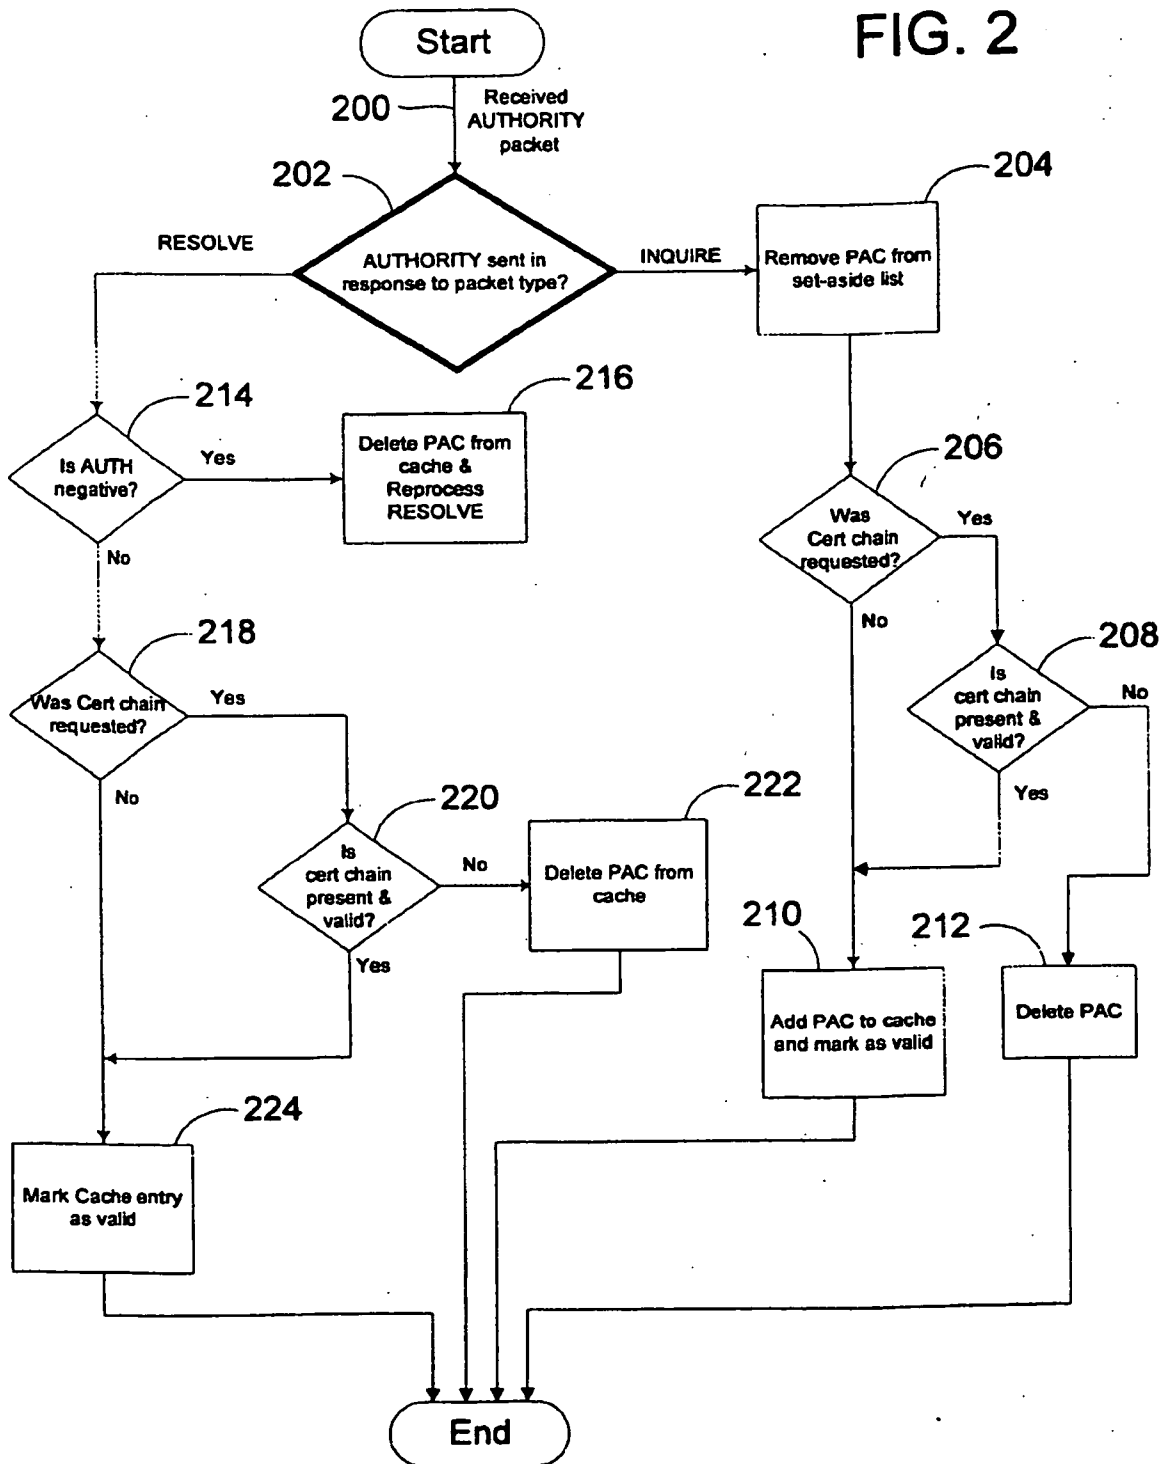 FIG. 2
Start
200
Received
AUTHORITY
packet
202
204
RESOLVE
AUTHORITY sent in
response to packet type?
INQUIRE
Remove PAC from
set-aside list
214
216
Is AUTH
negative?
Yes
Delete PAC from
cache &
Reprocess
RESOLVE
No
206
Was
Cert chain
requested?
Yes
No
218
208
Was Cert chain
requested?
Yes
No
Is
cert chain
present &
valid?
No
Yes
220
222
Is
cert chain
present &
valid?
No
Yes
Delete PAC from
cache
210
212
Add PAC to cache
and mark as valid
Delete PAC
224
Mark Cache entry
as valid
End